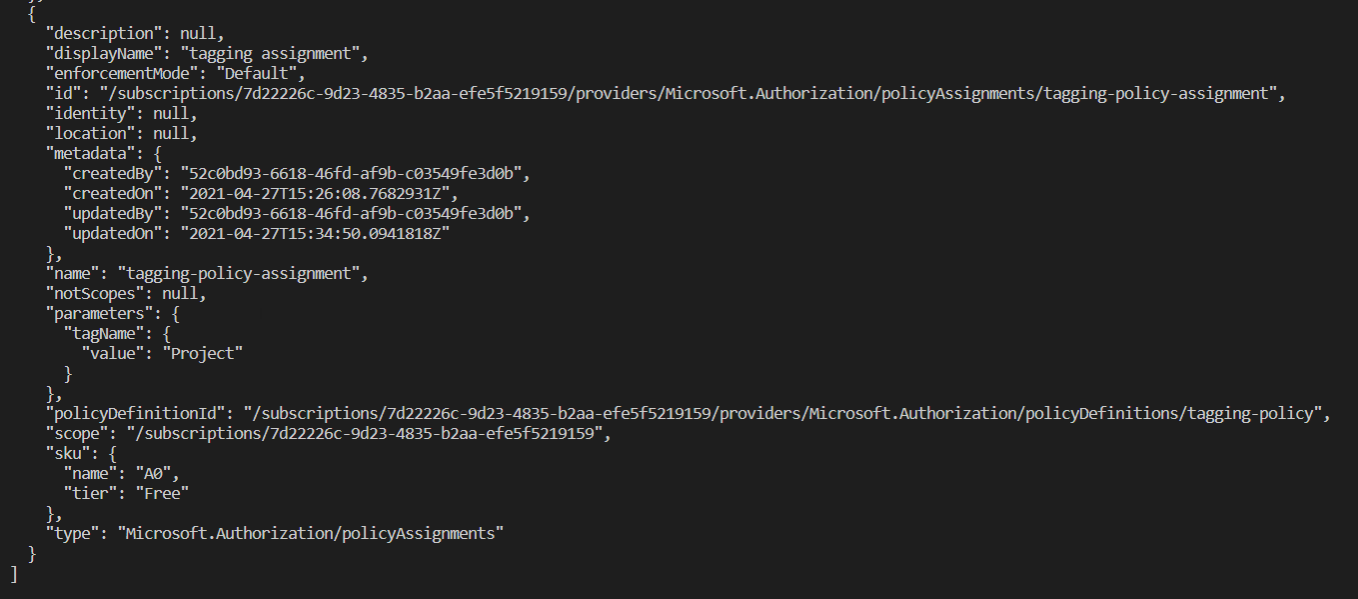 {
    "description": null,
    "displayName": "tagging assignment",
    "enforcementMode": "Default",
    "id": "/subscriptions/7d22226c-9d23-4835-b2aa-efe5f5219159/providers/Microsoft.Authorization/policyAssignments/tagging-policy-assignment",
    "identity": null,
    "location": null,
    "metadata": {
      "createdBy": "52c0bd93-6618-46fd-af9b-c03549fe3d0b",
      "createdOn": "2021-04-27T15:26:08.7682931Z",
      "updatedBy": "52c0bd93-6618-46fd-af9b-c03549fe3d0b",
      "updatedOn": "2021-04-27T15:34:50.0941818Z"
    },
    "name": "tagging-policy-assignment",
    "notScopes": null,
    "parameters": {
      "tagName": {
        "value": "Project"
      }
    },
    "policyDefinitionId": "/subscriptions/7d22226c-9d23-4835-b2aa-efe5f5219159/providers/Microsoft.Authorization/policyDefinitions/tagging-policy",
    "scope": "/subscriptions/7d22226c-9d23-4835-b2aa-efe5f5219159",
    "sku": {
      "name": "A0",
      "tier": "Free"
    },
    "type": "Microsoft.Authorization/policyAssignments"
  }
]